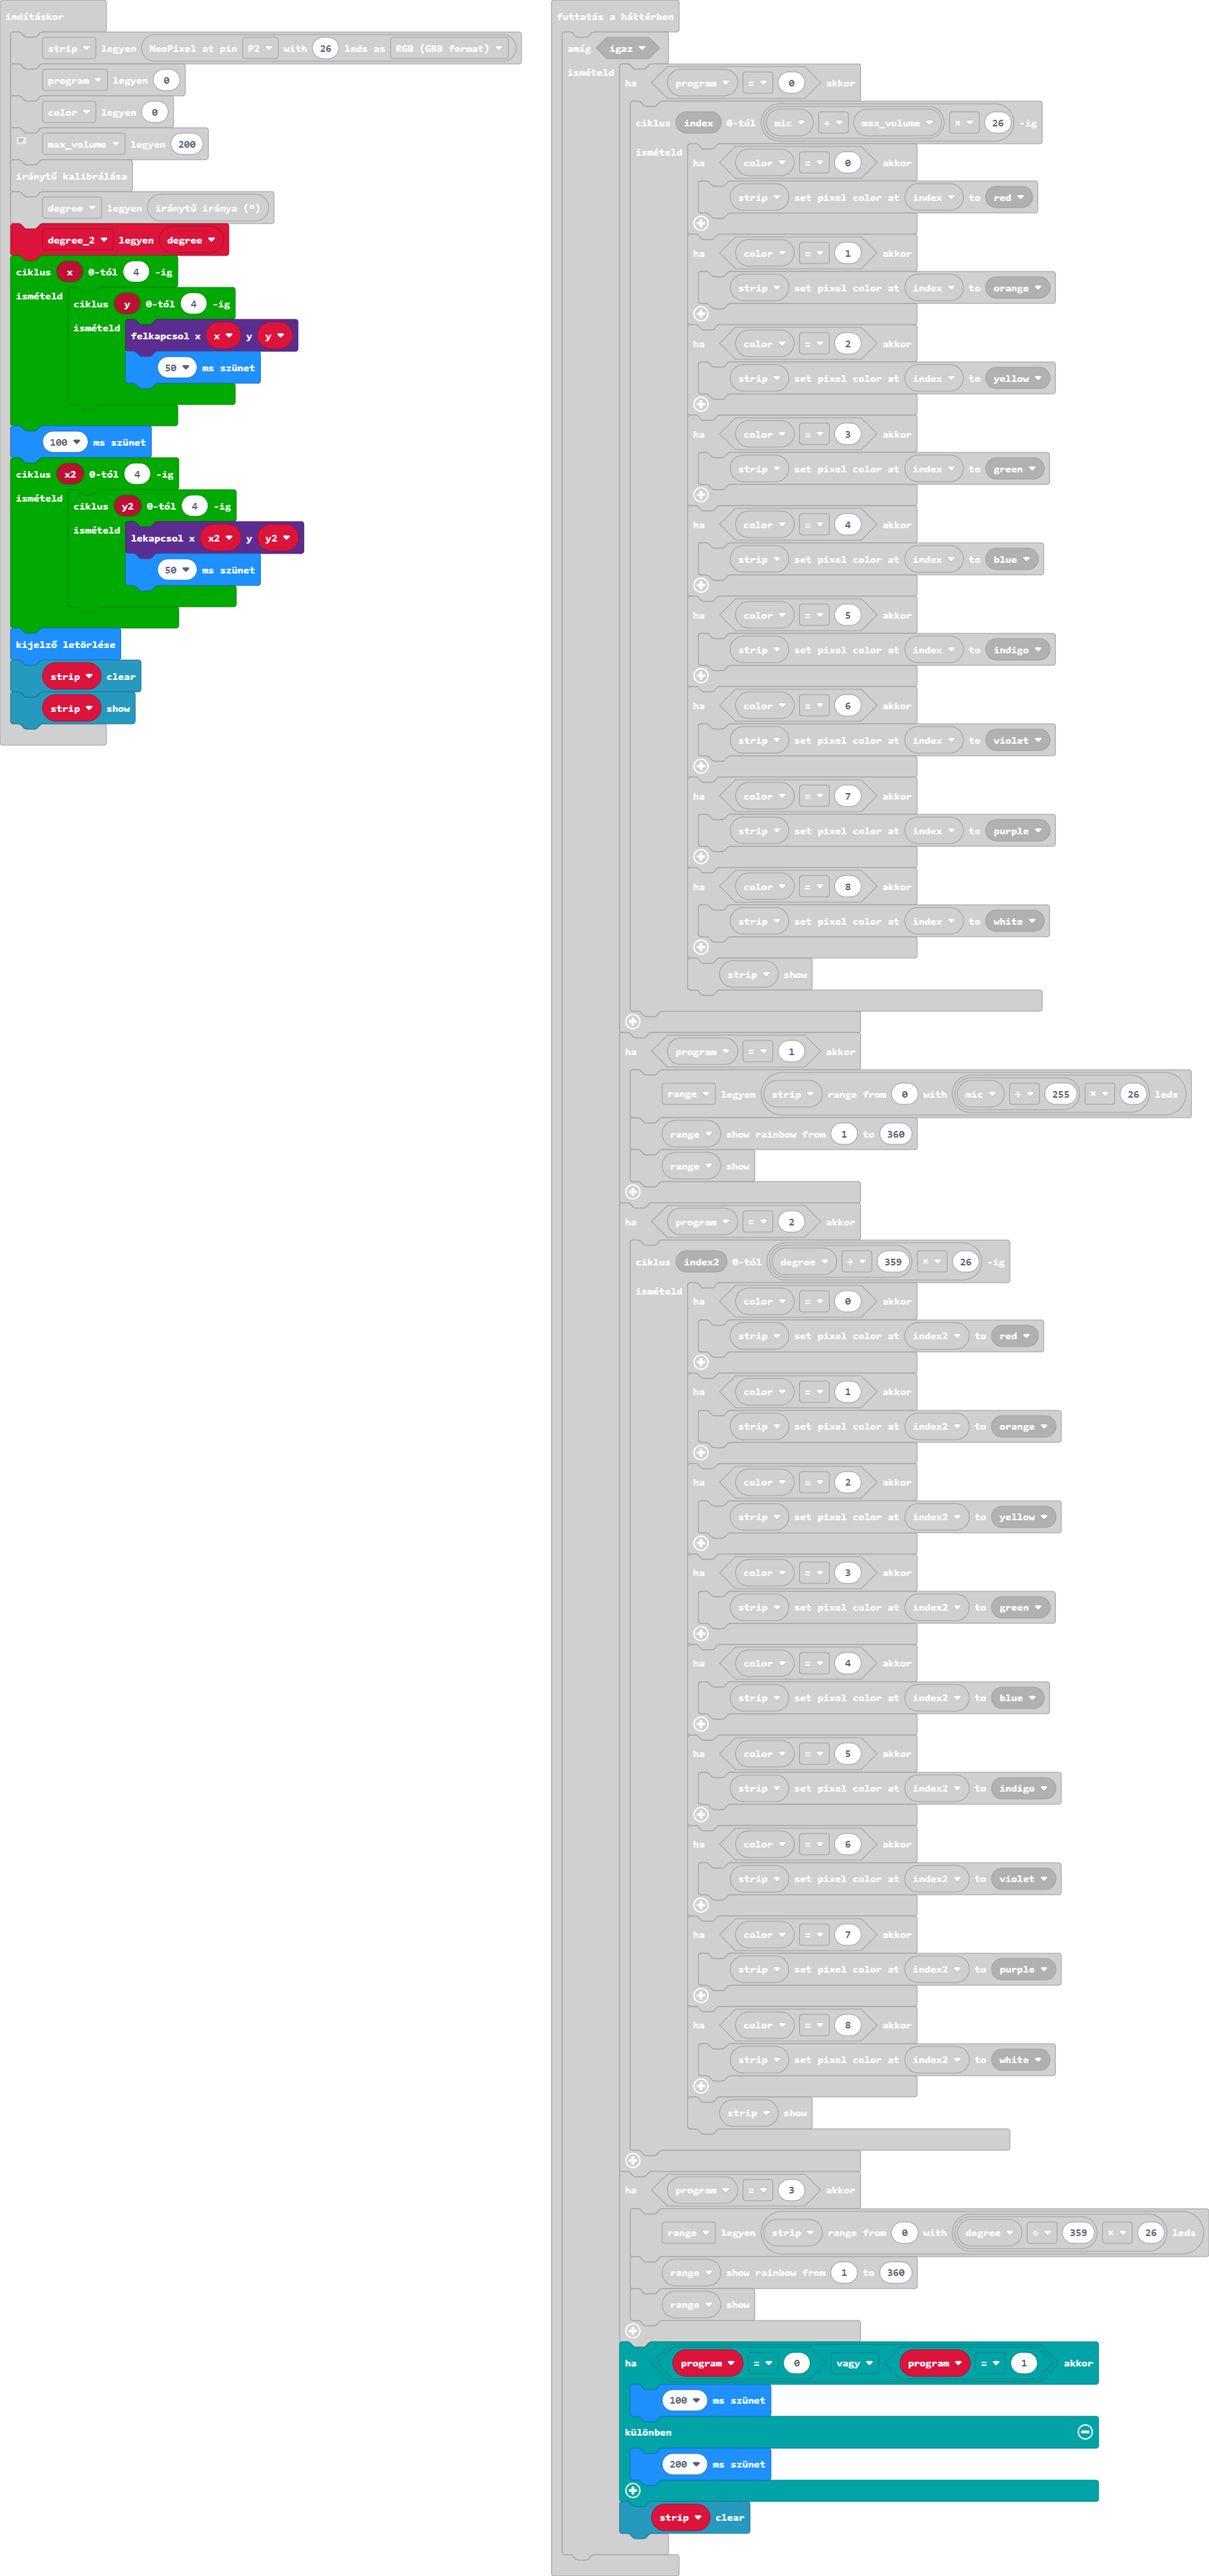 indításkor
strip legyen NeoPixel at pin P2 with 26 leds as RGB (GRB format)
program legyen 0
color legyen 0
max_volume legyen 200
iránytű kalibrálása
degree legyen iránytű iránya (°)
degree_2 legyen degree
ciklus x 0-tól 4 -ig
ismételd
ciklus y 0-tól 4 -ig
ismételd
felkapcsol x x y y
50 ms szünet
100 ms szünet
ciklus x2 0-tól 4 -ig
ismételd
ciklus y2 0-tól 4 -ig
ismételd
lekapcsol x x2 y y2
50 ms szünet
kijelző letörlése
strip clear
strip show
futtatás a háttérben
amíg igaz
ismételd
ha program = 0 akkor
ciklus index 0-tól mic ÷ max_volume × 26 -ig
ismételd
ha color = 0 akkor
strip set pixel color at index to red
ha color = 1 akkor
strip set pixel color at index to orange
ha color = 2 akkor
strip set pixel color at index to yellow
ha color = 3 akkor
strip set pixel color at index to green
ha color = 4 akkor
strip set pixel color at index to blue
ha color = 5 akkor
strip set pixel color at index to indigo
ha color = 6 akkor
strip set pixel color at index to violet
ha color = 7 akkor
strip set pixel color at index to purple
ha color = 8 akkor
strip set pixel color at index to white
strip show
ha program = 1 akkor
range legyen strip range from 0 with mic ÷ 255 × 26 leds
range show rainbow from 1 to 360
range show
ha program = 2 akkor
ciklus index2 0-tól degree ÷ 359 × 26 -ig
ismételd
ha color = 0 akkor
strip set pixel color at index2 to red
ha color = 1 akkor
strip set pixel color at index2 to orange
ha color = 2 akkor
strip set pixel color at index2 to yellow
ha color = 3 akkor
strip set pixel color at index2 to green
ha color = 4 akkor
strip set pixel color at index2 to blue
ha color = 5 akkor
strip set pixel color at index2 to indigo
ha color = 6 akkor
strip set pixel color at index2 to violet
ha color = 7 akkor
strip set pixel color at index2 to purple
ha color = 8 akkor
strip set pixel color at index2 to white
strip show
ha program = 3 akkor
range legyen strip range from 0 with degree ÷ 359 × 26 leds
range show rainbow from 1 to 360
range show
ha program = 0 vagy program = 1 akkor
100 ms szünet
különben
200 ms szünet
strip clear